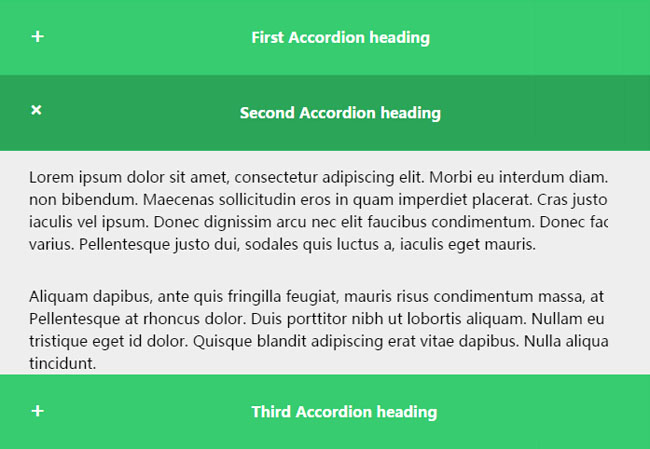 + First Accordion heading
× Second Accordion heading
Lorem ipsum dolor sit amet, consectetur adipiscing elit. Morbi eu interdum diam.
non bibendum. Maecenas sollicitudin eros in quam imperdiet placerat. Cras justo
iaculis vel ipsum. Donec dignissim arcu nec elit faucibus condimentum. Donec fac
varius. Pellentesque justo dui, sodales quis luctus a, iaculis eget mauris.
Aliquam dapibus, ante quis fringilla feugiat, mauris risus condimentum massa, at
Pellentesque at rhoncus dolor. Duis porttitor nibh ut lobortis aliquam. Nullam eu
tristique eget id dolor. Quisque blandit adipiscing erat vitae dapibus. Nulla aliqua
tincidunt.
+ Third Accordion heading